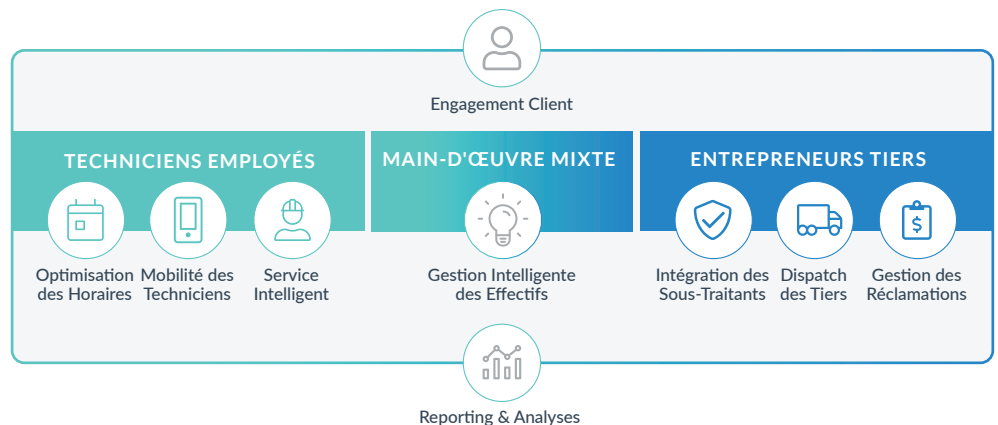 Engagement Client
TECHNICIENS EMPLOYÉS
MAIN-D'ŒUVRE MIXTE
ENTREPRENEURS TIERS
Optimisation
des Horaires
Mobilité des
Techniciens
Service
Intelligent
Gestion Intelligente
des Effectifs
Intégration des
Sous-Traitants
Dispatch
des Tiers
$
Gestion des
Réclamations
Reporting & Analyses